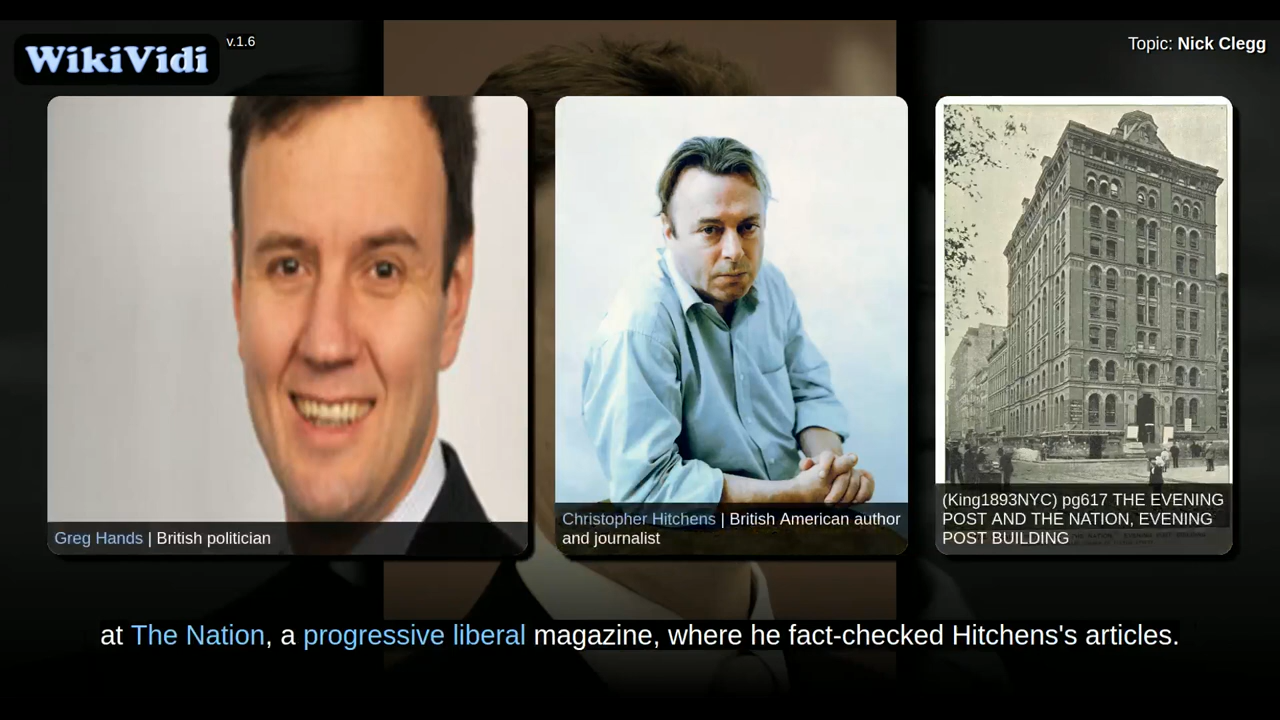 WikiVidi
v.1.6
Topic: Nick Clegg
Greg Hands | British politician
Christopher Hitchens | British American author
and journalist
(King1893NYC) pg617 THE EVENING
POST AND THE NATION, EVENING
POST BUILDING
at The Nation, a progressive liberal magazine, where he fact-checked Hitchens's articles.